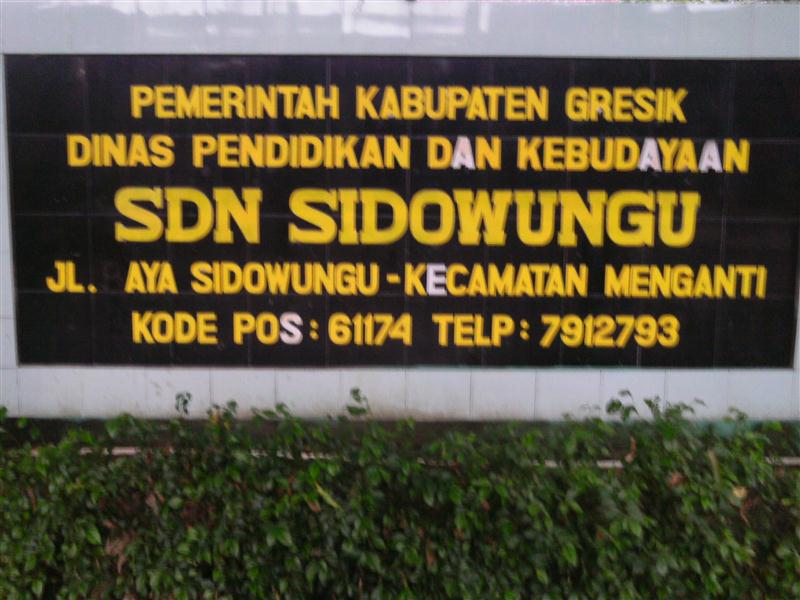 PEMERINTAH KABUPATEN GRESIK
DINAS PENDIDIKAN DAN KEBUDAYAAN
SDN SIDOWUNGU
JL. AYA SIDOWUNGU - KECAMATAN MENGANTI
KODE POS : 61174 TELP : 7912793